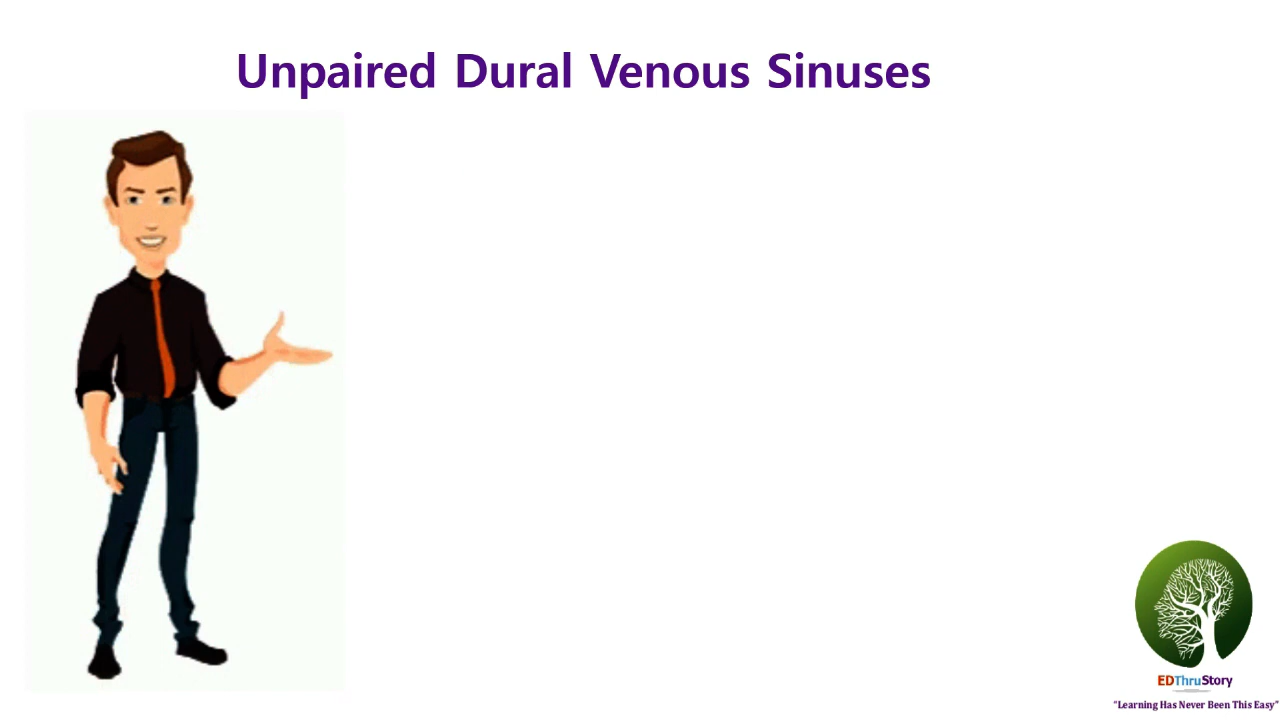 Unpaired Dural Venous Sinuses
EDThruStory
"Learning Has Never Been This Easy"